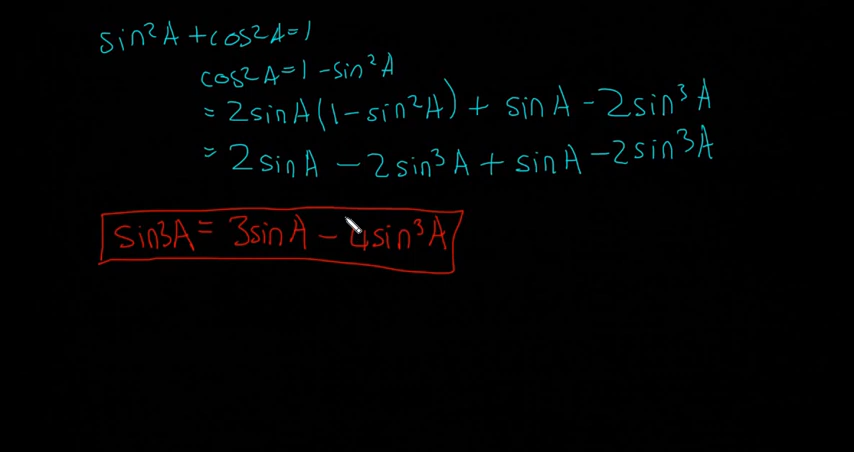 sin²A + cos²A = 1
cos²A = 1 - sin²A
= 2sinA(1 - sin²A) + sinA - 2sin³A
= 2sinA - 2sin³A + sinA - 2sin³A
sin3A = 3sinA - 4sin³A